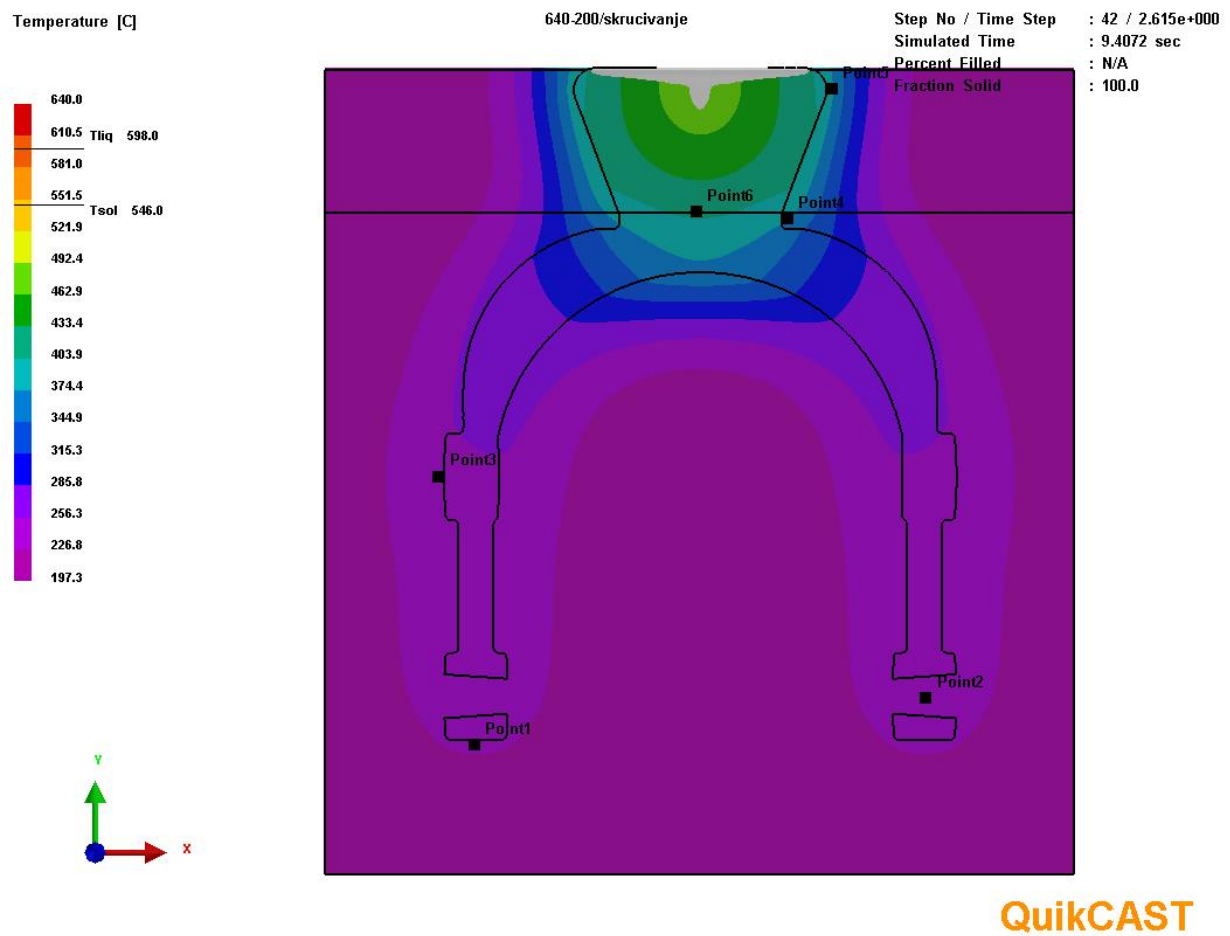 Temperature [C]
640-200/skrucivanje
Step No / Time Step : 42 / 2.615e+000
Simulated Time : 9.4072 sec
Percent Filled : N/A
Fraction Solid : 100.0
640.0
610.5
Tliq 598.0
581.0
551.5
Tsol 546.0
521.9
492.4
462.9
433.4
403.9
374.4
344.9
315.3
285.8
256.3
226.8
197.3
Point5
Point6
Point4
Point3
Point2
Point1
Y
X
QuikCAST